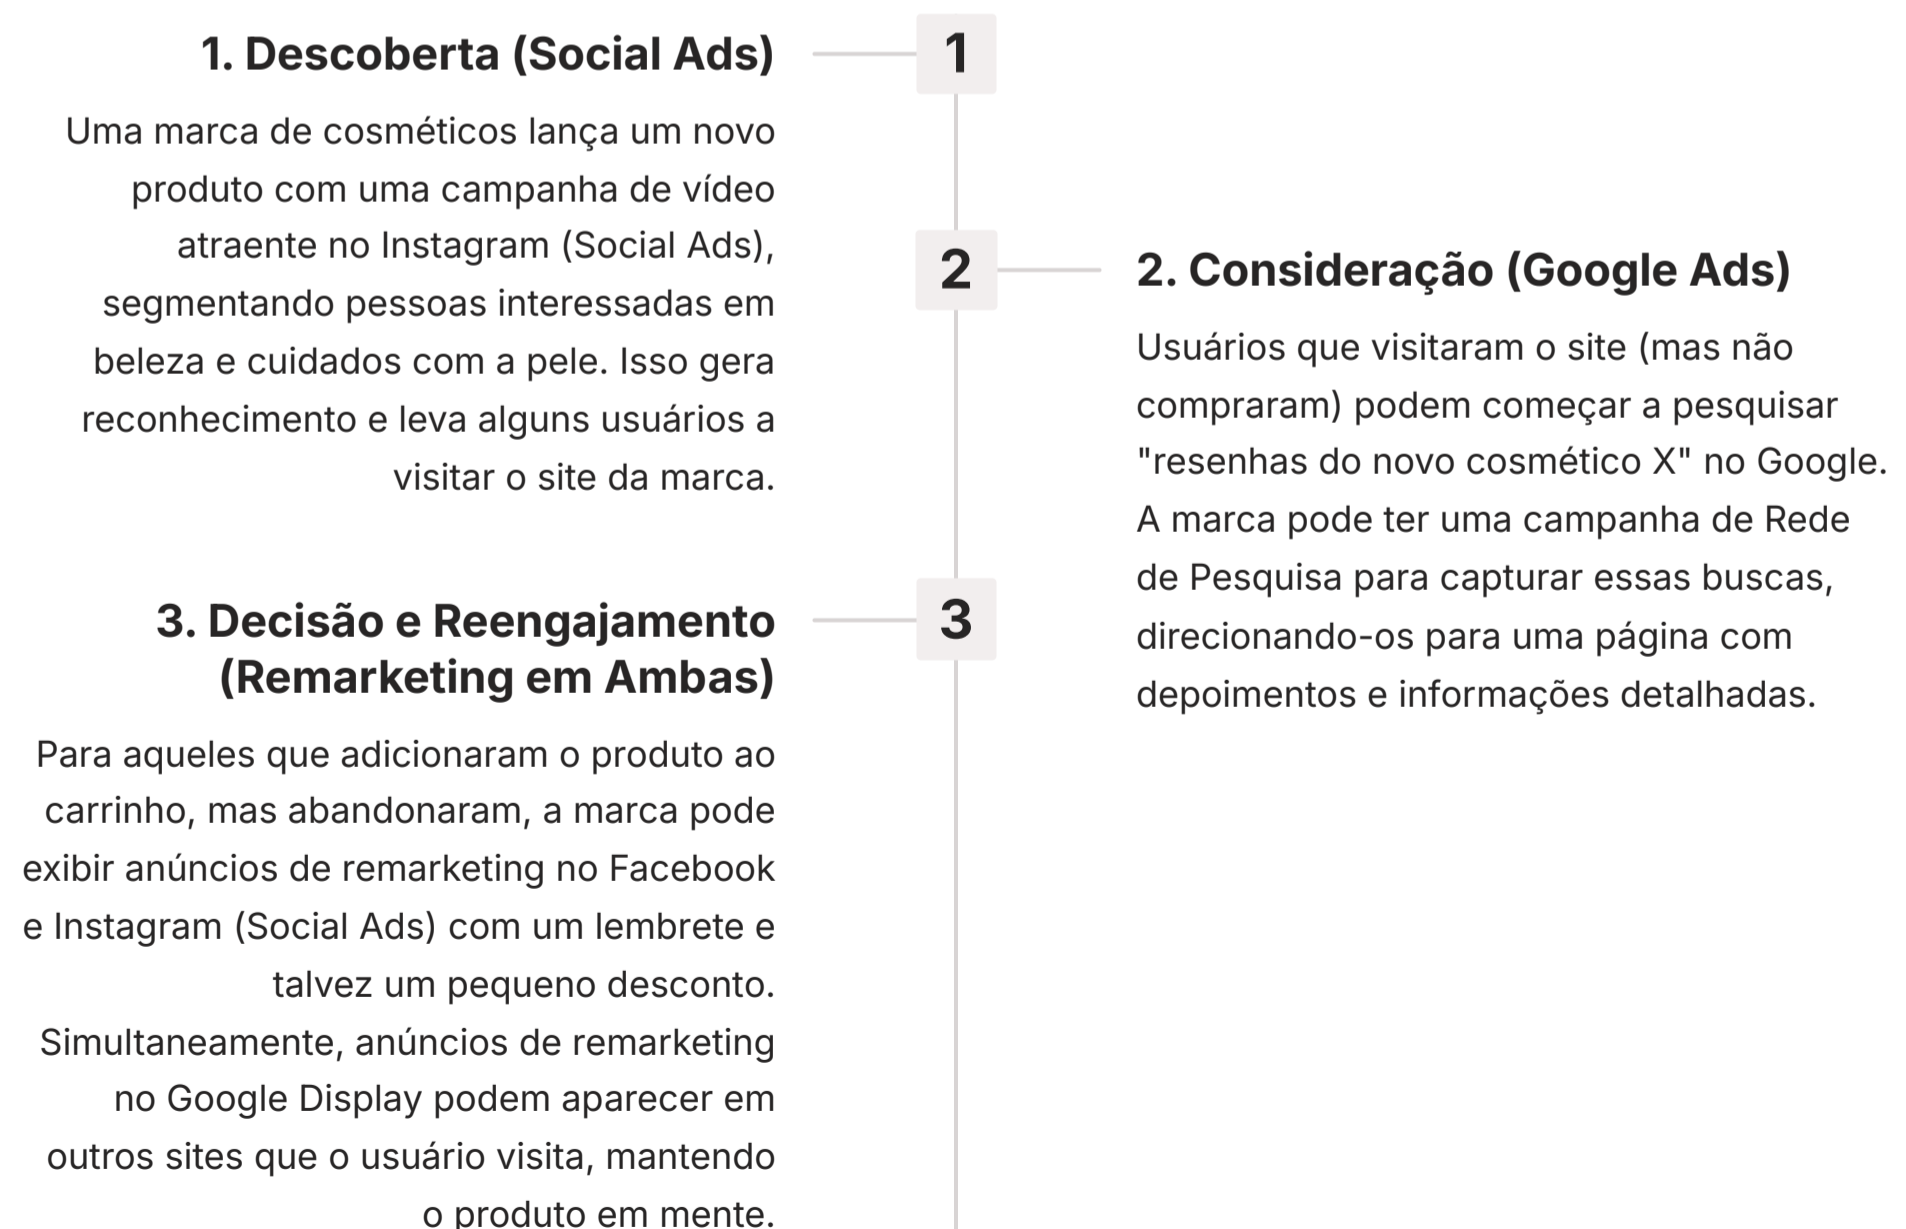 1. Descoberta (Social Ads)
Uma marca de cosméticos lança um novo
produto com uma campanha de vídeo
atraente no Instagram (Social Ads),
segmentando pessoas interessadas em
beleza e cuidados com a pele. Isso gera
reconhecimento e leva alguns usuários a
visitar o site da marca.
1
2
2. Consideração (Google Ads)
Usuários que visitaram o site (mas não
compraram) podem começar a pesquisar
"resenhas do novo cosmético X" no Google.
A marca pode ter uma campanha de Rede
de Pesquisa para capturar essas buscas,
direcionando-os para uma página com
depoimentos e informações detalhadas.
3. Decisão e Reengajamento
(Remarketing em Ambas)
3
Para aqueles que adicionaram o produto ao
carrinho, mas abandonaram, a marca pode
exibir anúncios de remarketing no Facebook
e Instagram (Social Ads) com um lembrete e
talvez um pequeno desconto.
Simultaneamente, anúncios de remarketing
no Google Display podem aparecer em
outros sites que o usuário visita, mantendo
o produto em mente.